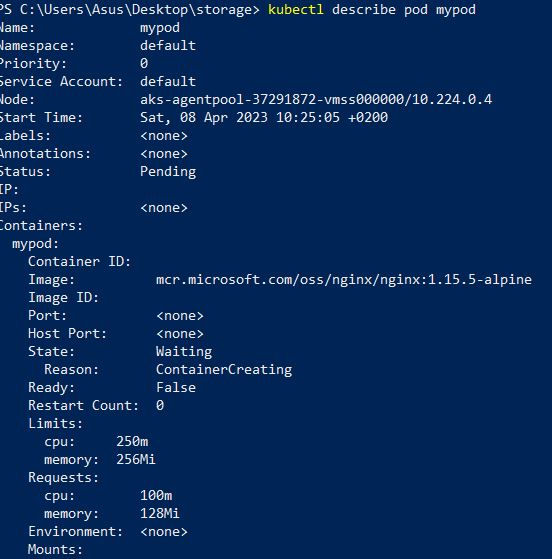 PS C:\Users\Asus\Desktop\storage> kubectl describe pod mypod
Name:             mypod
Namespace:        default
Priority:         0
Service Account:  default
Node:             aks-agentpool-37291872-vmss000000/10.224.0.4
Start Time:       Sat, 08 Apr 2023 10:25:05 +0200
Labels:           <none>
Annotations:      <none>
Status:           Pending
IP:
IPs:              <none>
Containers:
  mypod:
    Container ID:
    Image:          mcr.microsoft.com/oss/nginx/nginx:1.15.5-alpine
    Image ID:
    Port:           <none>
    Host Port:      <none>
    State:          Waiting
      Reason:       ContainerCreating
    Ready:          False
    Restart Count:  0
    Limits:
      cpu:     250m
      memory:  256Mi
    Requests:
      cpu:        100m
      memory:     128Mi
    Environment:  <none>
    Mounts: